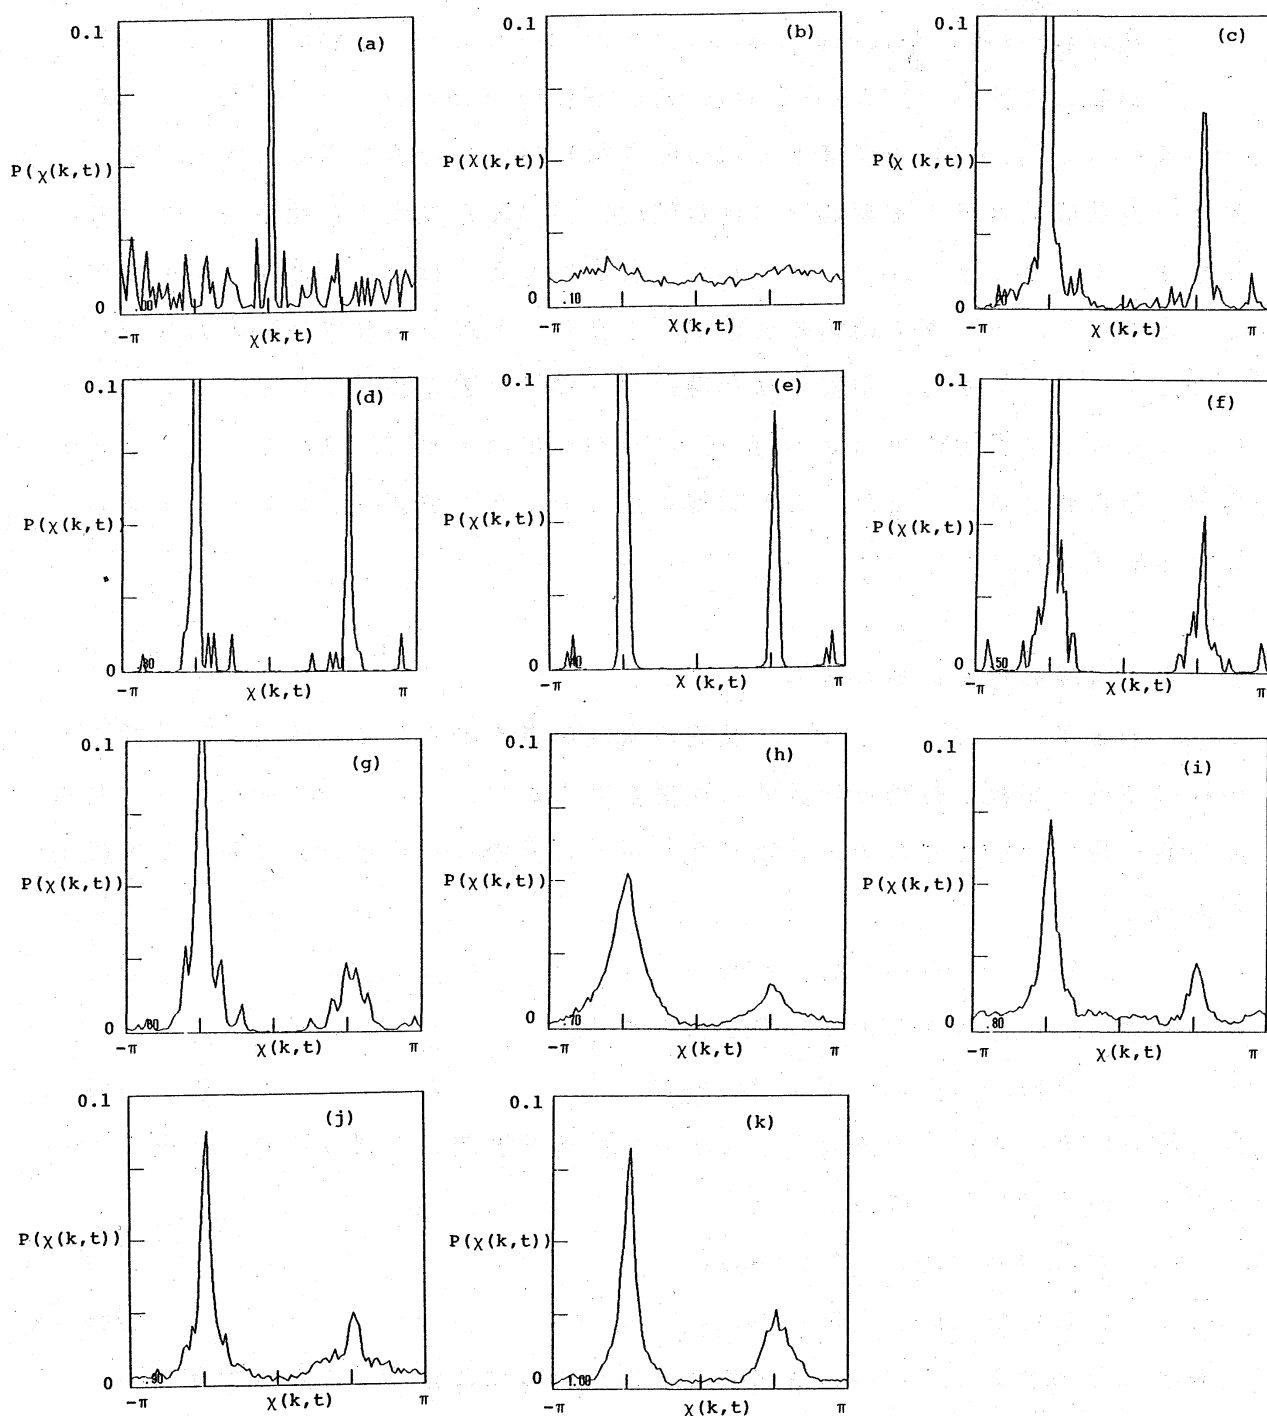 0.1 (a)
P(χ(k,t))
0 .00
-π χ(k,t) π
0.1 (b)
P(χ(k,t))
0 .10
-π χ(k,t) π
0.1 (c)
P(χ(k,t))
0
-π χ(k,t) π
0.1 (d)
P(χ(k,t))
0
-π χ(k,t) π
0.1 (e)
P(χ(k,t))
0
-π χ(k,t) π
0.1 (f)
P(χ(k,t))
0 .50
-π χ(k,t) π
0.1 (g)
P(χ(k,t))
0
-π χ(k,t) π
0.1 (h)
P(χ(k,t))
0 .70
-π χ(k,t) π
0.1 (i)
P(χ(k,t))
0 .80
-π χ(k,t) π
0.1 (j)
P(χ(k,t))
0 .90
-π χ(k,t) π
0.1 (k)
P(χ(k,t))
0 1.00
-π χ(k,t) π